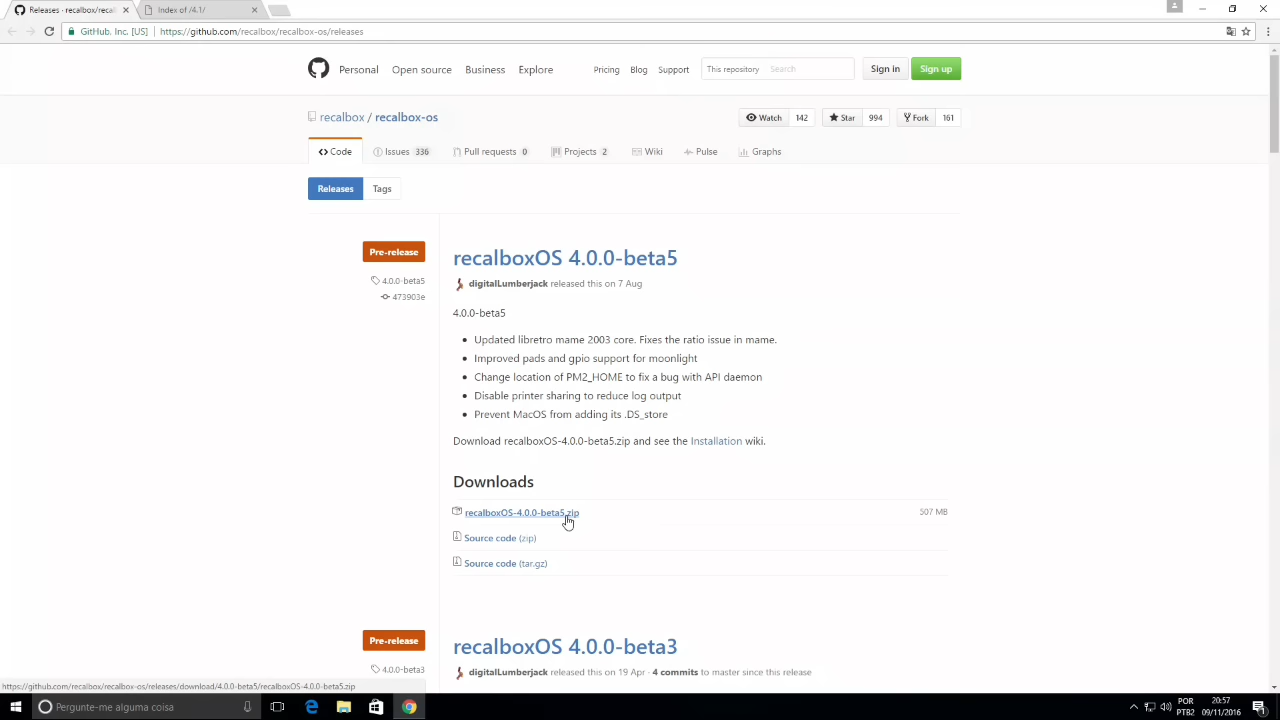 Releases · recalbox/recal
Index of /4.1/
GitHub, Inc. [US] https://github.com/recalbox/recalbox-os/releases
Personal Open source Business Explore Pricing Blog Support This repository Search Sign in Sign up
recalbox / recalbox-os Watch 142 Star 994 Fork 161
Code Issues 336 Pull requests 0 Projects 2 Wiki Pulse Graphs
Releases Tags
Pre-release
4.0.0-beta5
473903e
recalboxOS 4.0.0-beta5
digitalLumberjack released this on 7 Aug
4.0.0-beta5
Updated libretro mame 2003 core. Fixes the ratio issue in mame.
Improved pads and gpio support for moonlight
Change location of PM2_HOME to fix a bug with API daemon
Disable printer sharing to reduce log output
Prevent MacOS from adding its .DS_store
Download recalboxOS-4.0.0-beta5.zip and see the Installation wiki.
Downloads
recalboxOS-4.0.0-beta5.zip 507 MB
Source code (zip)
Source code (tar.gz)
Pre-release
4.0.0-beta3
recalboxOS 4.0.0-beta3
digitalLumberjack released this on 19 Apr · 4 commits to master since this release
https://github.com/recalbox/recalbox-os/releases/download/4.0.0-beta5/recalboxOS-4.0.0-beta5.zip
Pergunte-me alguma coisa
POR
PTB2
20:57
09/11/2016
1